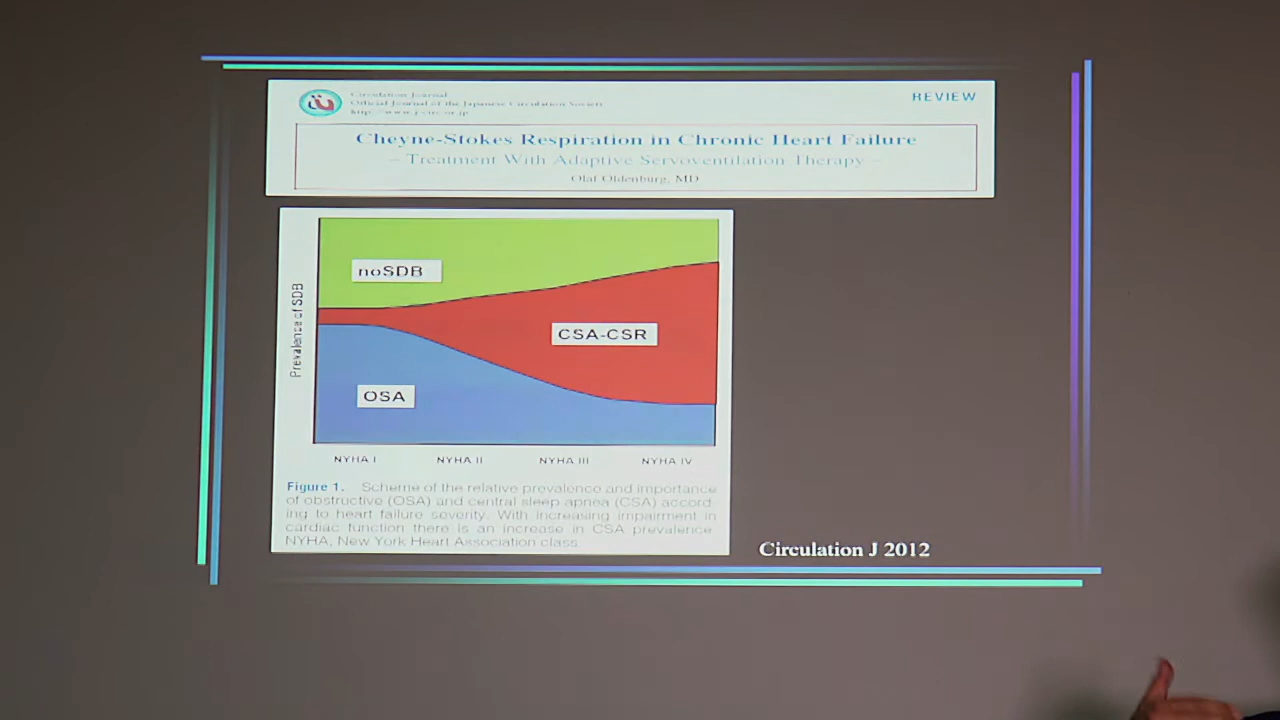 Circulation Journal
Official Journal of the Japanese Circulation Society
REVIEW
Cheyne-Stokes Respiration in Chronic Heart Failure
– Treatment With Adaptive Servoventilation Therapy –
Olaf Oldenburg, MD
Prevalence of SDB
noSDB
CSA-CSR
OSA
NYHA I
NYHA II
NYHA III
NYHA IV
Figure 1. Scheme of the relative prevalence and importance
of obstructive (OSA) and central sleep apnea (CSA) accord-
ing to heart failure severity. With increasing impairment in
cardiac function there is an increase in CSA prevalence.
NYHA, New York Heart Association class.
Circulation J 2012